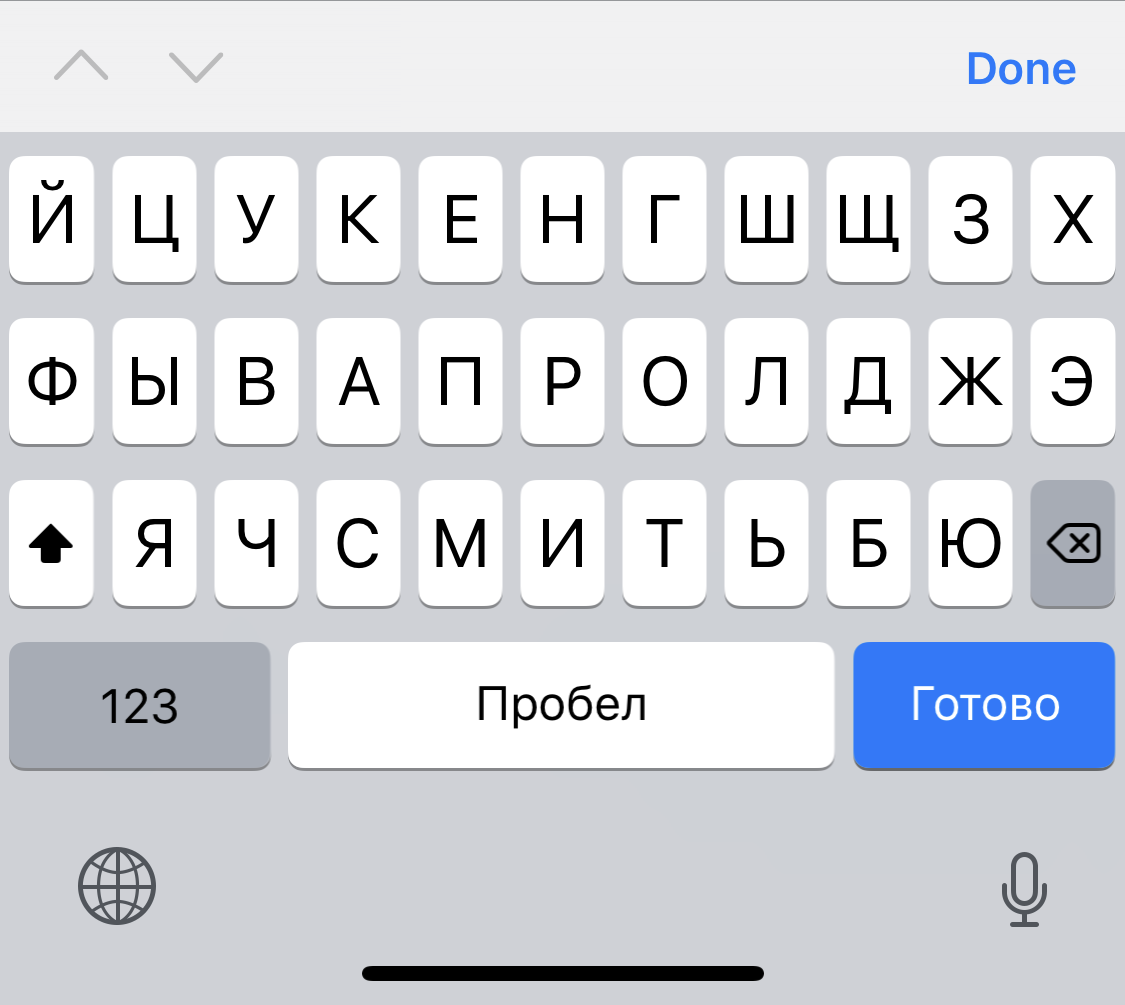 Done
Й Ц У К Е Н Г Ш Щ З Х
Ф Ы В А П Р О Л Д Ж Э
Я Ч С М И Т Ь Б Ю
123 Пробел Готово